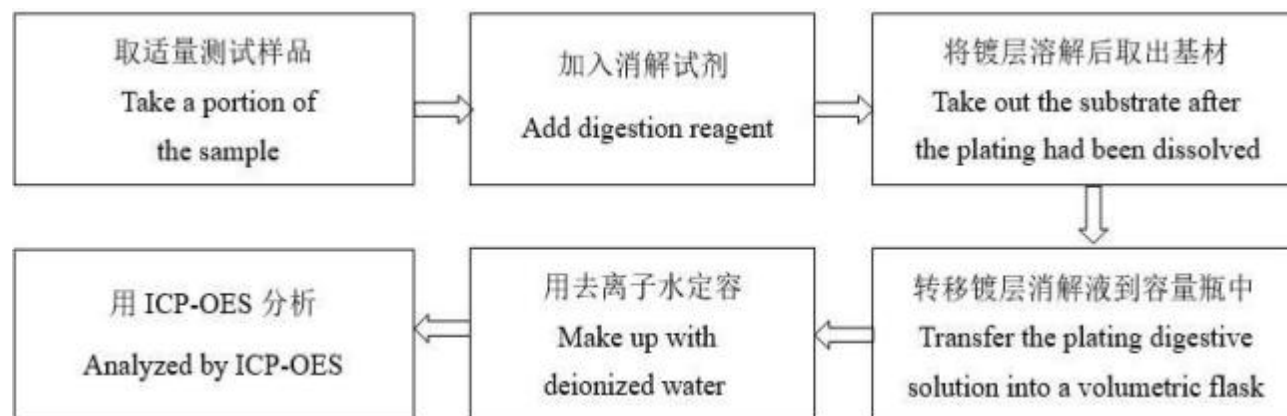 取适量测试样品
Take a portion of
the sample
加入消解试剂
Add digestion reagent
将镀层溶解后取出基材
Take out the substrate after
the plating had been dissolved
转移镀层消解液到容量瓶中
Transfer the plating digestive
solution into a volumetric flask
用去离子水定容
Make up with
deionized water
用 ICP-OES 分析
Analyzed by ICP-OES